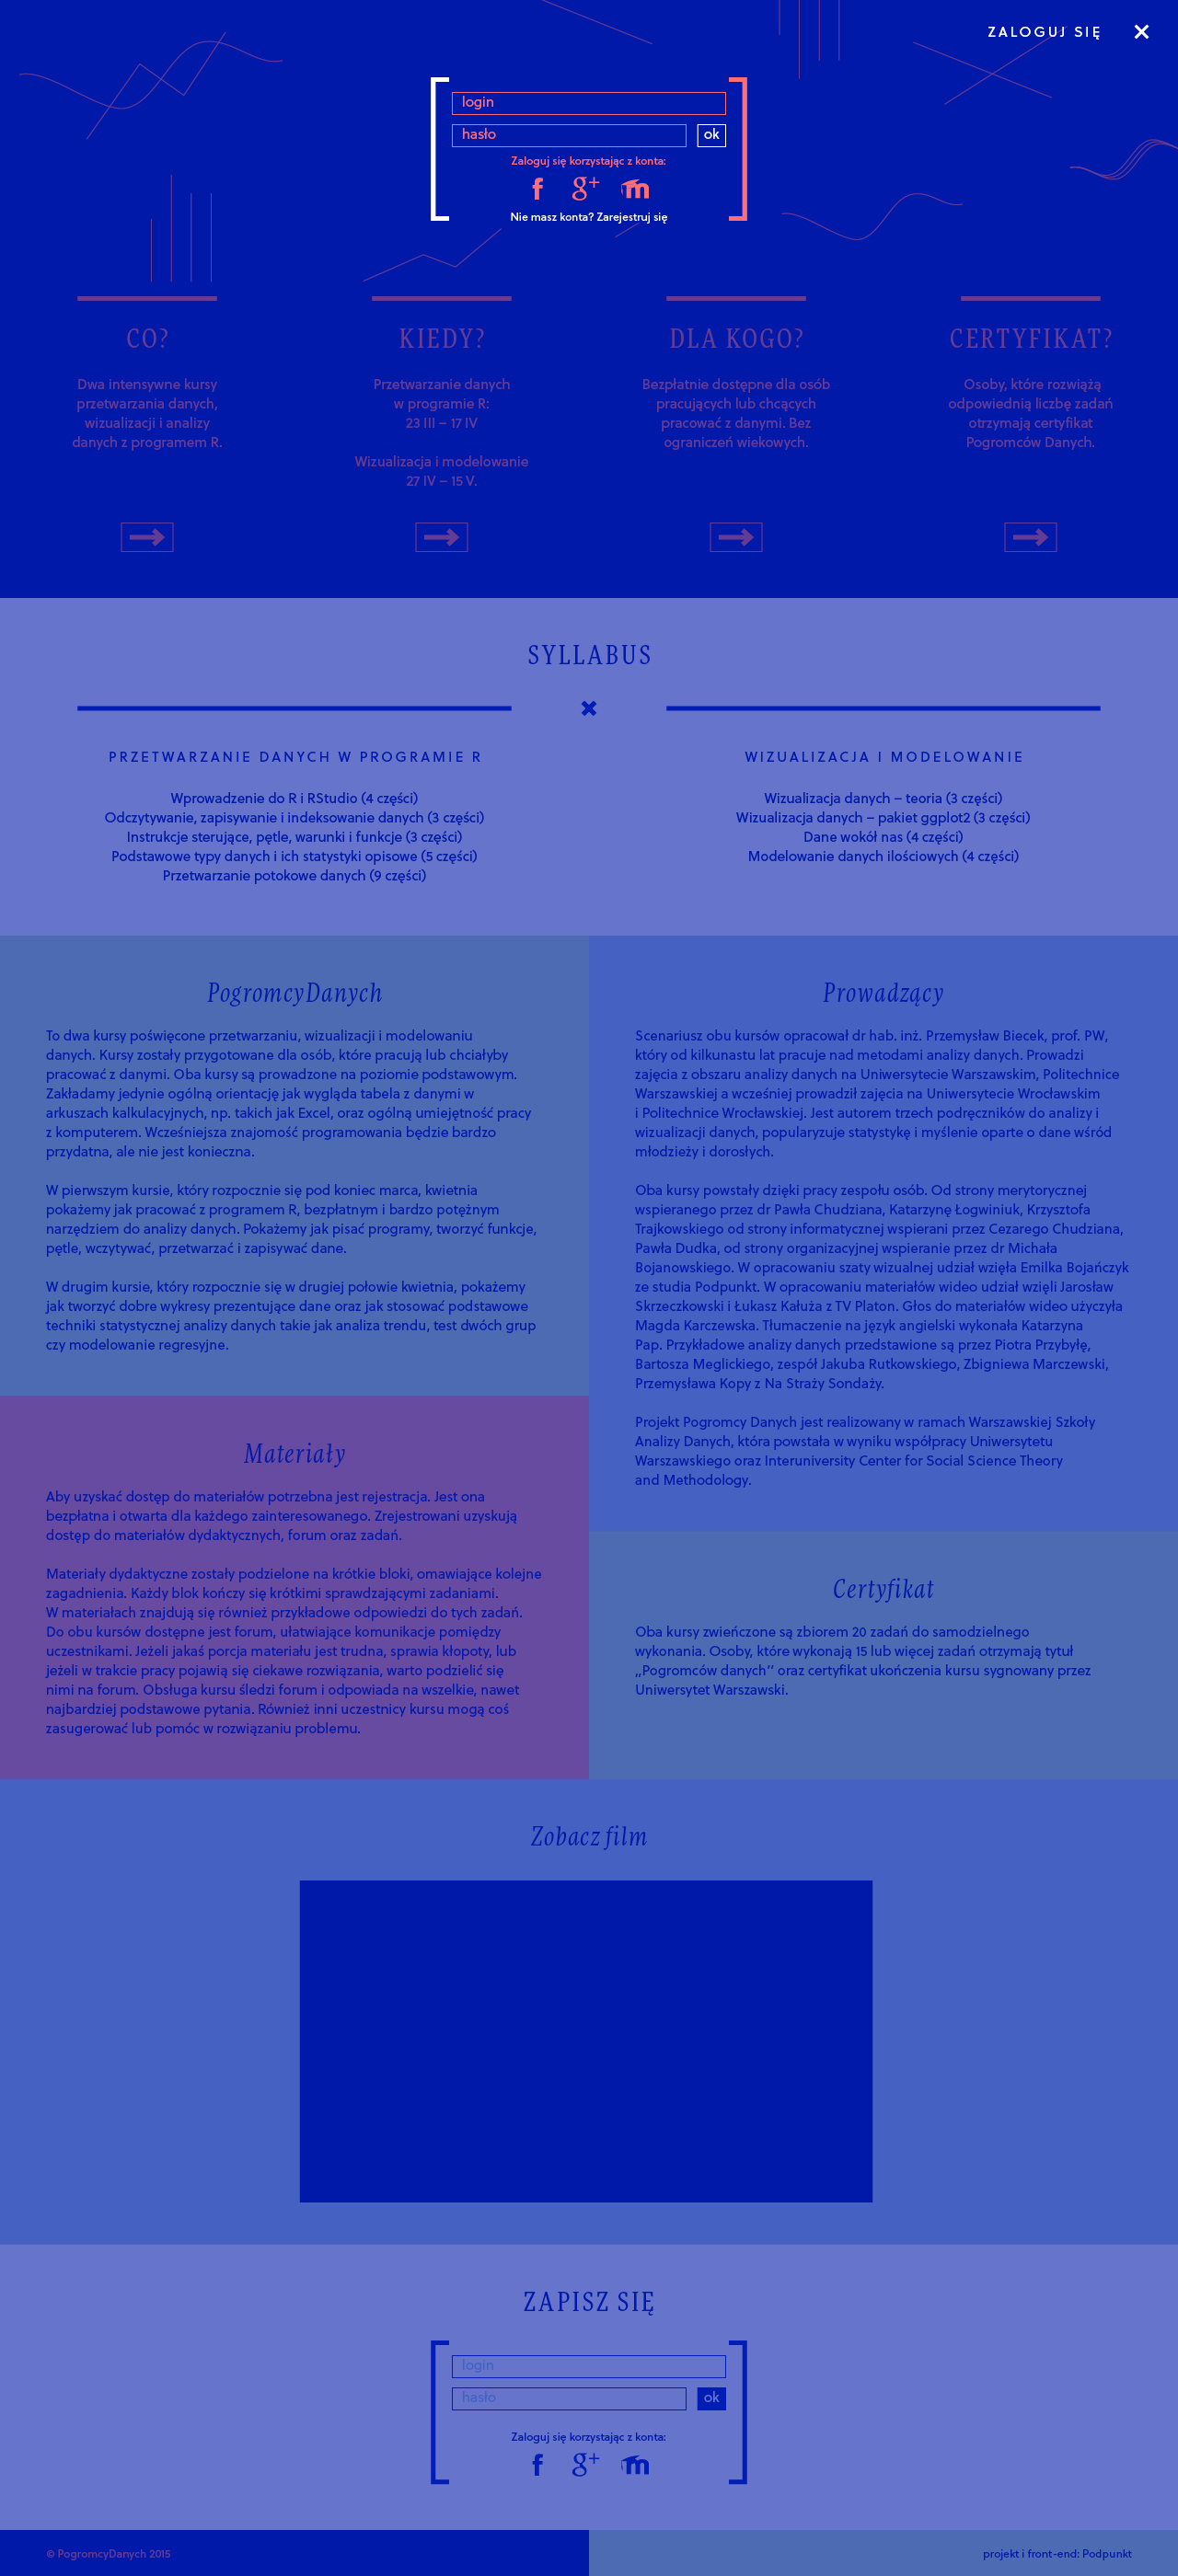 ZALOGUJ SIĘ
login
hasło
ok
Zaloguj się korzystając z konta:
f g+ m
Nie masz konta? Zarejestruj się
CO?
Dwa intensywne kursy
przetwarzania danych,
wizualizacji i analizy
danych z programem R.
KIEDY?
Przetwarzanie danych
w programie R:
23 III – 17 IV
Wizualizacja i modelowanie
27 IV – 15 V.
DLA KOGO?
Bezpłatnie dostępne dla osób
pracujących lub chcących
pracować z danymi. Bez
ograniczeń wiekowych.
CERTYFIKAT?
Osoby, które rozwiążą
odpowiednią liczbę zadań
otrzymają certyfikat
Pogromców Danych.
SYLLABUS
PRZETWARZANIE DANYCH W PROGRAMIE R
Wprowadzenie do R i RStudio (4 części)
Odczytywanie, zapisywanie i indeksowanie danych (3 części)
Instrukcje sterujące, pętle, warunki i funkcje (3 części)
Podstawowe typy danych i ich statystyki opisowe (5 części)
Przetwarzanie potokowe danych (9 części)
WIZUALIZACJA I MODELOWANIE
Wizualizacja danych – teoria (3 części)
Wizualizacja danych – pakiet ggplot2 (3 części)
Dane wokół nas (4 części)
Modelowanie danych ilościowych (4 części)
PogromcyDanych
To dwa kursy poświęcone przetwarzaniu, wizualizacji i modelowaniu
danych. Kursy zostały przygotowane dla osób, które pracują lub chciałyby
pracować z danymi. Oba kursy są prowadzone na poziomie podstawowym.
Zakładamy jedynie ogólną orientację jak wygląda tabela z danymi w
arkuszach kalkulacyjnych, np. takich jak Excel, oraz ogólną umiejętność pracy
z komputerem. Wcześniejsza znajomość programowania będzie bardzo
przydatna, ale nie jest konieczna.
W pierwszym kursie, który rozpocznie się pod koniec marca, kwietnia
pokażemy jak pracować z programem R, bezpłatnym i bardzo potężnym
narzędziem do analizy danych. Pokażemy jak pisać programy, tworzyć funkcje,
pętle, wczytywać, przetwarzać i zapisywać dane.
W drugim kursie, który rozpocznie się w drugiej połowie kwietnia, pokażemy
jak tworzyć dobre wykresy prezentujące dane oraz jak stosować podstawowe
techniki statystycznej analizy danych takie jak analiza trendu, test dwóch grup
czy modelowanie regresyjne.
Prowadzący
Scenariusz obu kursów opracował dr hab. inż. Przemysław Biecek, prof. PW,
który od kilkunastu lat pracuje nad metodami analizy danych. Prowadzi
zajęcia z obszaru analizy danych na Uniwersytecie Warszawskim, Politechnice
Warszawskiej a wcześniej prowadził zajęcia na Uniwersytecie Wrocławskim
i Politechnice Wrocławskiej. Jest autorem trzech podręczników do analizy i
wizualizacji danych, popularyzuje statystykę i myślenie oparte o dane wśród
młodzieży i dorosłych.
Oba kursy powstały dzięki pracy zespołu osób. Od strony merytorycznej
wspieranego przez dr Pawła Chudziana, Katarzynę Łogwiniuk, Krzysztofa
Trajkowskiego od strony informatycznej wspierani przez Cezarego Chudziana,
Pawła Dudka, od strony organizacyjnej wspieranie przez dr Michała
Bojanowskiego. W opracowaniu szaty wizualnej udział wzięła Emilka Bojańczyk
ze studia Podpunkt. W opracowaniu materiałów wideo udział wzięli Jarosław
Skrzeczkowski i Łukasz Kałuża z TV Platon. Głos do materiałów wideo użyczyła
Magda Karczewska. Tłumaczenie na język angielski wykonała Katarzyna
Pap. Przykładowe analizy danych przedstawione są przez Piotra Przybyłę,
Bartosza Meglickiego, zespół Jakuba Rutkowskiego, Zbigniewa Marczewski,
Przemysława Kopy z Na Straży Sondaży.
Projekt Pogromcy Danych jest realizowany w ramach Warszawskiej Szkoły
Analizy Danych, która powstała w wyniku współpracy Uniwersytetu
Warszawskiego oraz Interuniversity Center for Social Science Theory
and Methodology.
Materiały
Aby uzyskać dostęp do materiałów potrzebna jest rejestracja. Jest ona
bezpłatna i otwarta dla każdego zainteresowanego. Zrejestrowani uzyskują
dostęp do materiałów dydaktycznych, forum oraz zadań.
Materiały dydaktyczne zostały podzielone na krótkie bloki, omawiające kolejne
zagadnienia. Każdy blok kończy się krótkimi sprawdzającymi zadaniami.
W materiałach znajdują się również przykładowe odpowiedzi do tych zadań.
Do obu kursów dostępne jest forum, ułatwiające komunikacje pomiędzy
uczestnikami. Jeżeli jakaś porcja materiału jest trudna, sprawia kłopoty, lub
jeżeli w trakcie pracy pojawią się ciekawe rozwiązania, warto podzielić się
nimi na forum. Obsługa kursu śledzi forum i odpowiada na wszelkie, nawet
najbardziej podstawowe pytania. Również inni uczestnicy kursu mogą coś
zasugerować lub pomóc w rozwiązaniu problemu.
Certyfikat
Oba kursy zwieńczone są zbiorem 20 zadań do samodzielnego
wykonania. Osoby, które wykonają 15 lub więcej zadań otrzymają tytuł
„Pogromców danych’’ oraz certyfikat ukończenia kursu sygnowany przez
Uniwersytet Warszawski.
Zobacz film
ZAPISZ SIĘ
login
hasło
ok
Zaloguj się korzystając z konta:
f g+ m
© PogromcyDanych 2015
projekt i front-end: Podpunkt